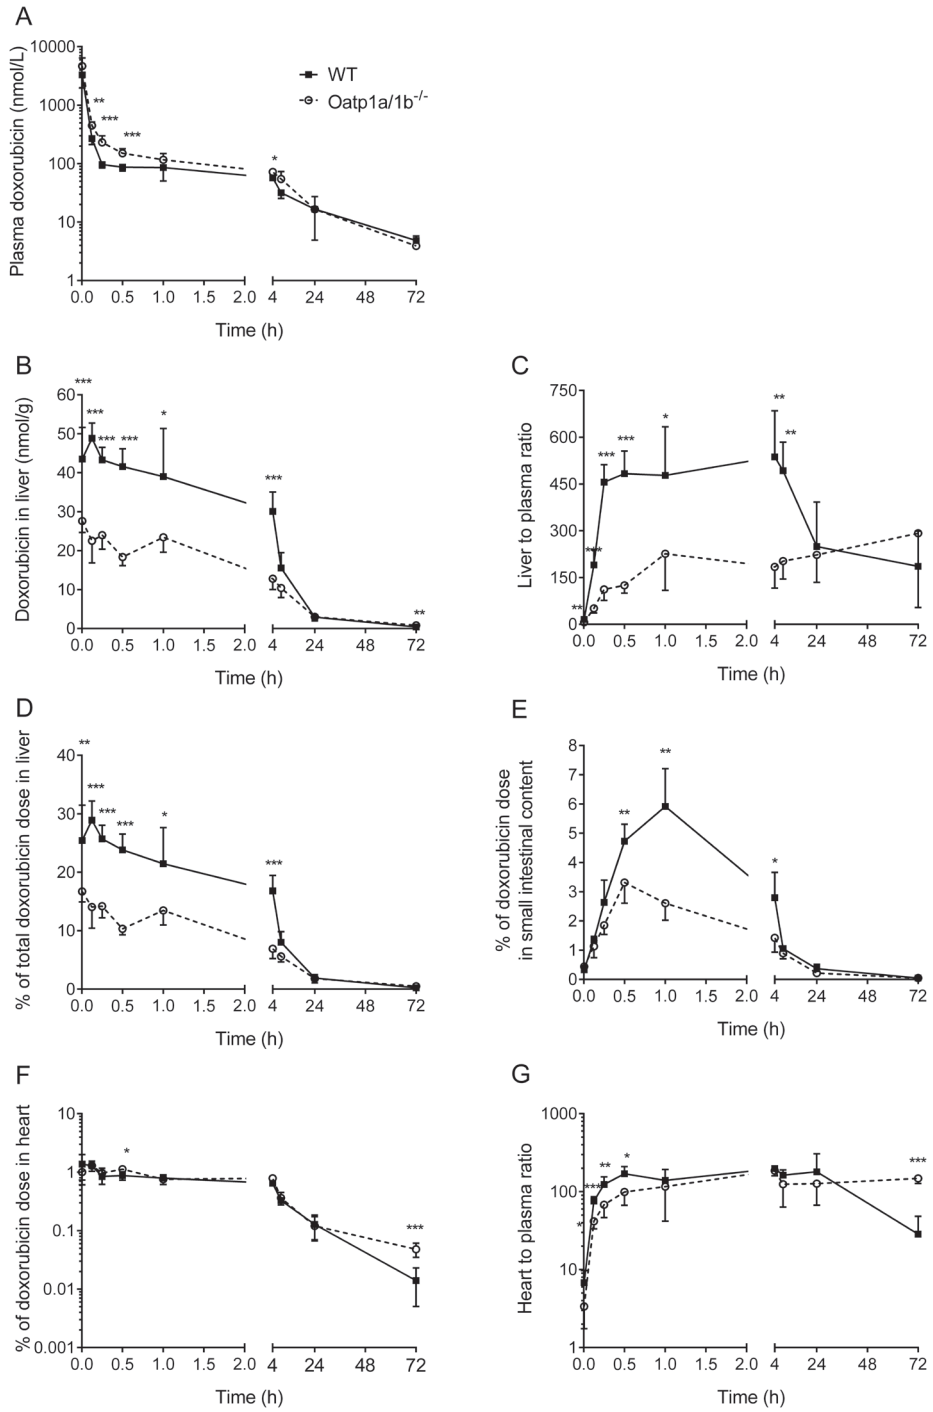 A
Plasma doxorubicin (nmol/L)
10000
1000
100
10
1
** *** *** *
WT
Oatp1a/1b-/-
0.0 0.5 1.0 1.5 2.0 4 24 48 72
Time (h)
B
Doxorubicin in liver (nmol/g)
60
50
40
30
20
10
0
*** *** *** *** * *** **
0.0 0.5 1.0 1.5 2.0 4 24 48 72
Time (h)
C
Liver to plasma ratio
750
600
450
300
150
0
** *** *** *** * ** **
0.0 0.5 1.0 1.5 2.0 4 24 48 72
Time (h)
D
% of total doxorubicin dose in liver
40
30
20
10
0
** *** *** *** * ***
0.0 0.5 1.0 1.5 2.0 4 24 48 72
Time (h)
E
% of doxorubicin dose
in small intestinal content
8
7
6
5
4
3
2
1
0
** ** *
0.0 0.5 1.0 1.5 2.0 4 24 48 72
Time (h)
F
% of doxorubicin dose in heart
10
1
0.1
0.01
0.001
* ***
0.0 0.5 1.0 1.5 2.0 4 24 48 72
Time (h)
G
Heart to plasma ratio
1000
100
10
1
* *** ** * ***
0.0 0.5 1.0 1.5 2.0 4 24 48 72
Time (h)